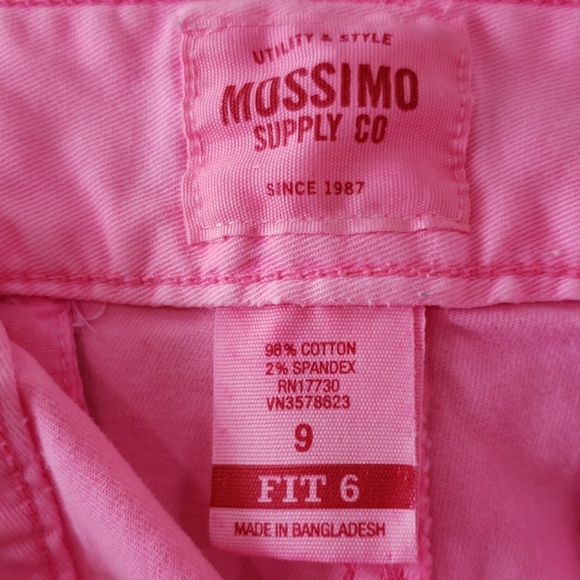 UTILITY & STYLE
MOSSIMO
SUPPLY CO
SINCE 1987
98% COTTON
2% SPANDEX
RN17730
VN3578623
9
FIT 6
MADE IN BANGLADESH